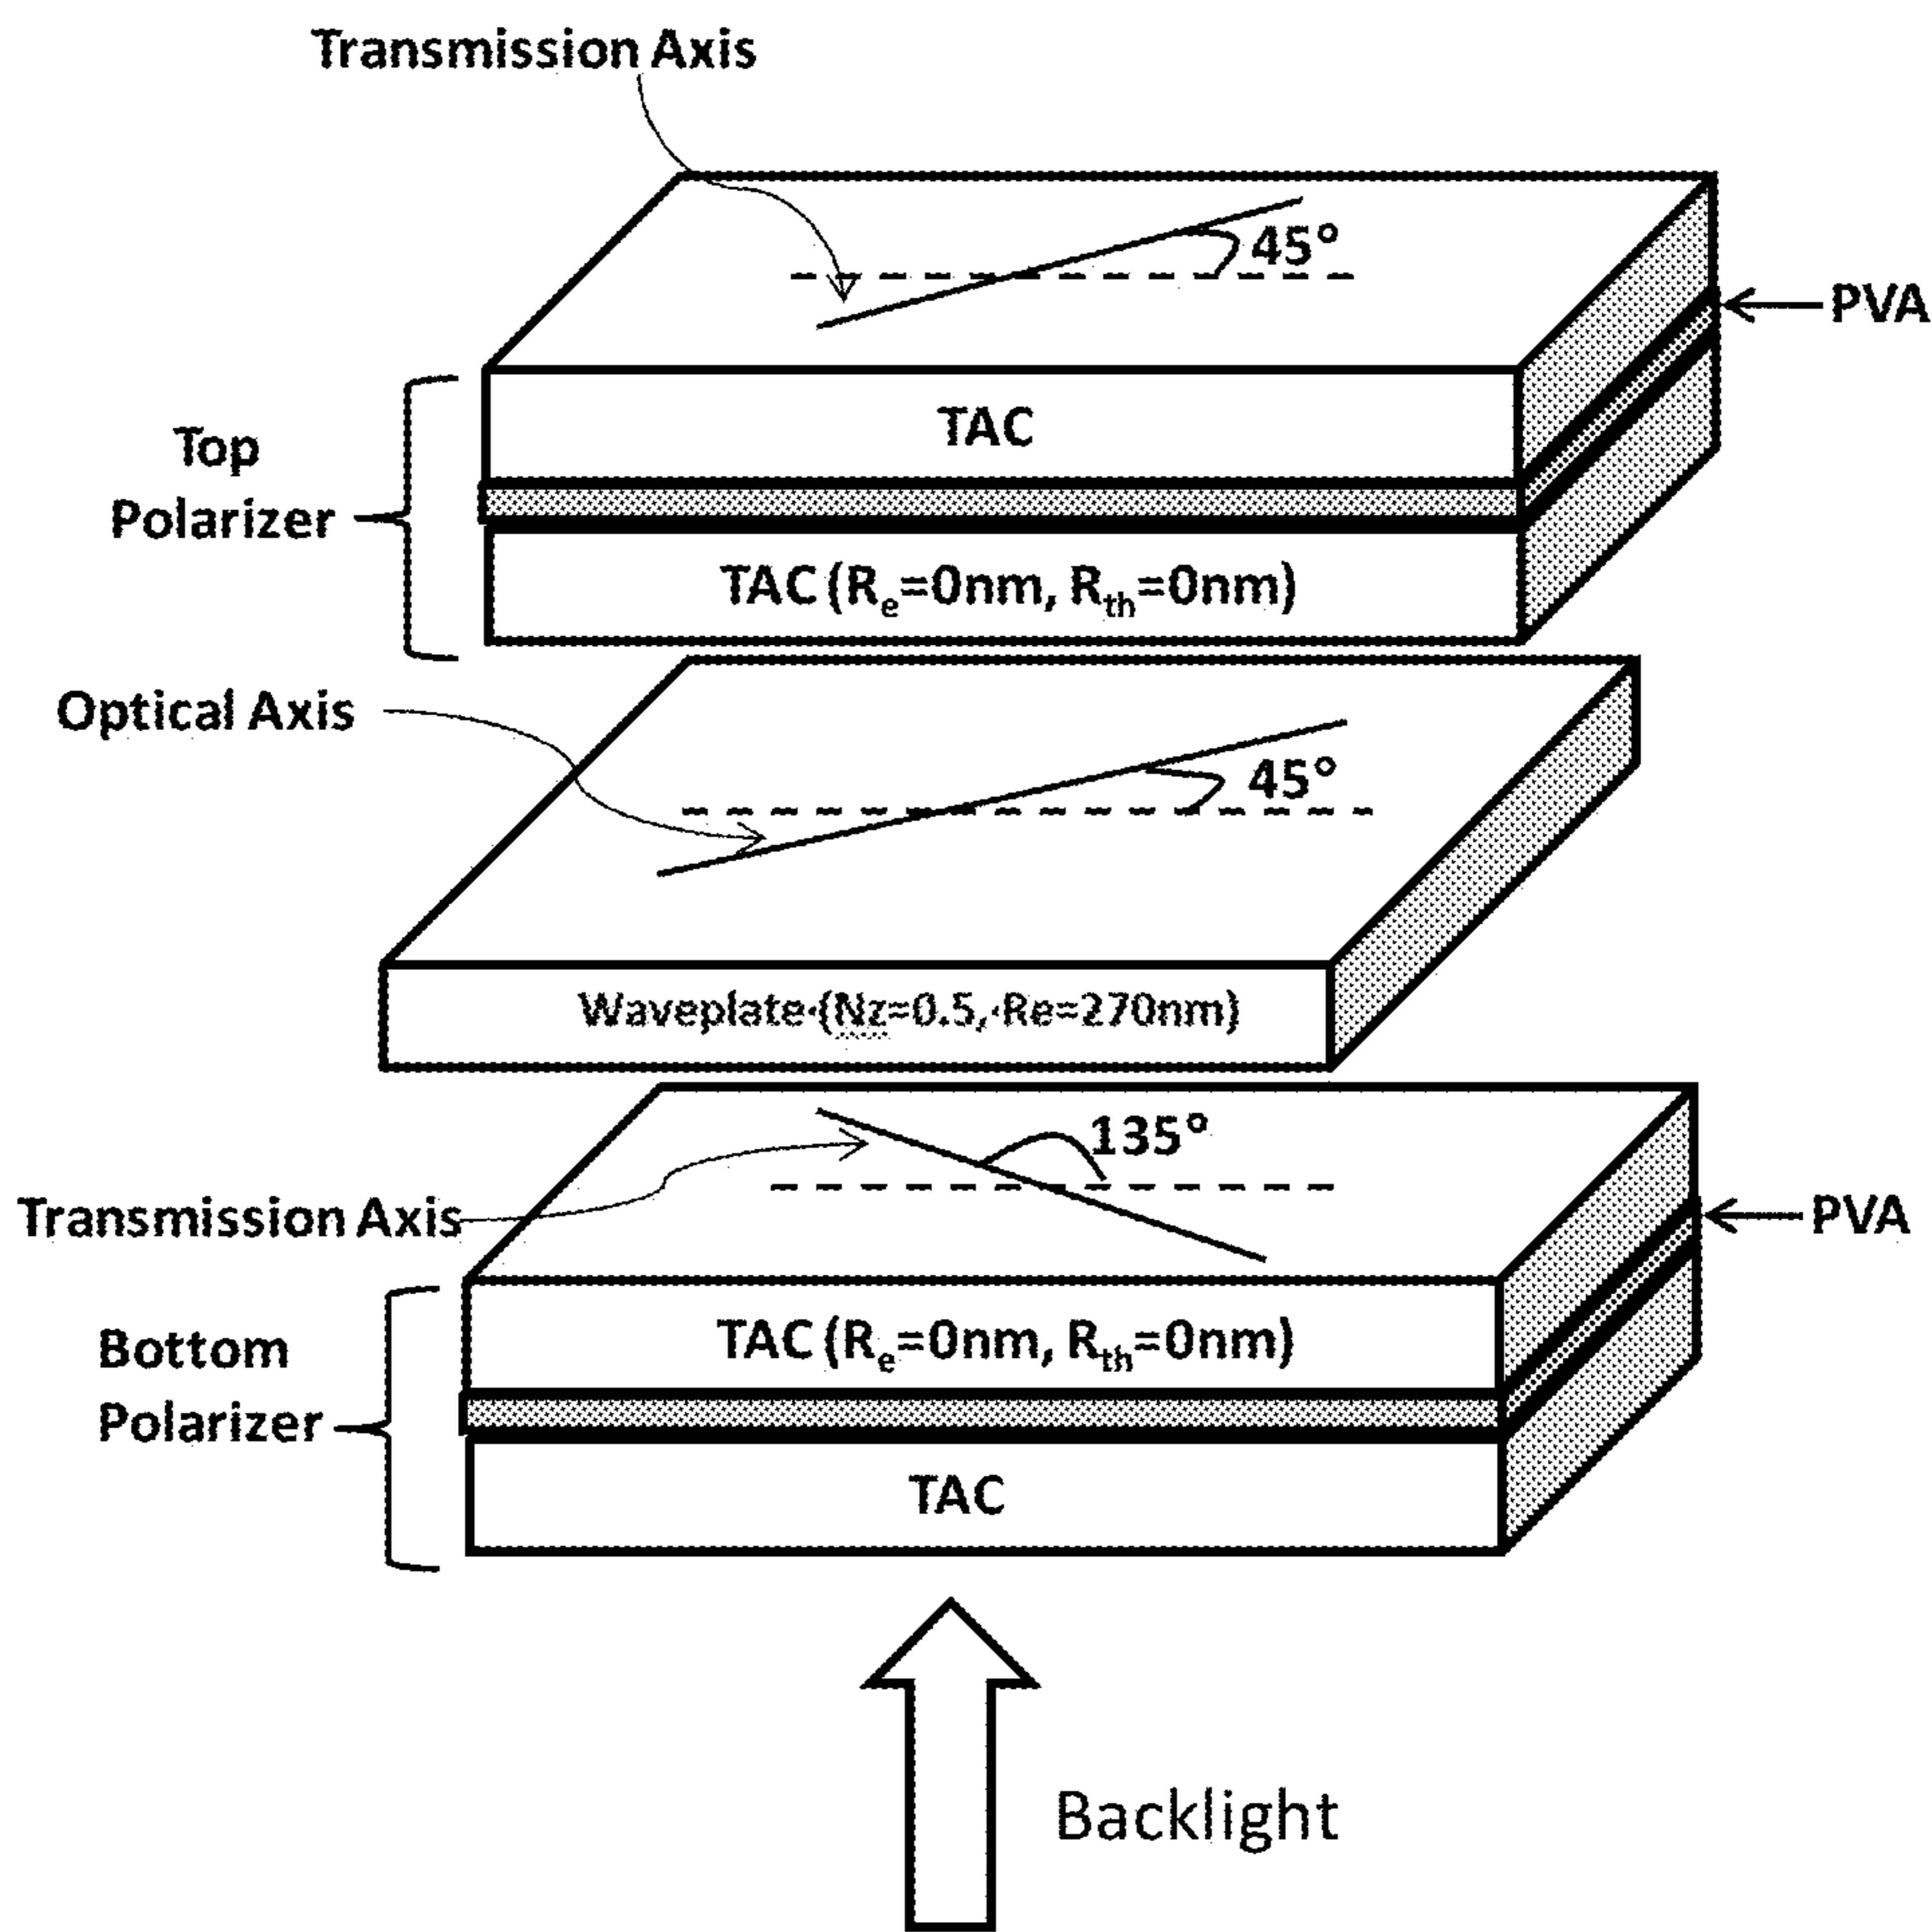 Transmission Axis
45°
PVA
TAC
Top
Polarizer
TAC (Re=0nm, Rth=0nm)
Optical Axis
45°
Waveplate·(Nz=0.5,·Re=270nm)
135°
Transmission Axis
PVA
TAC (Re=0nm, Rth=0nm)
Bottom
Polarizer
TAC
Backlight